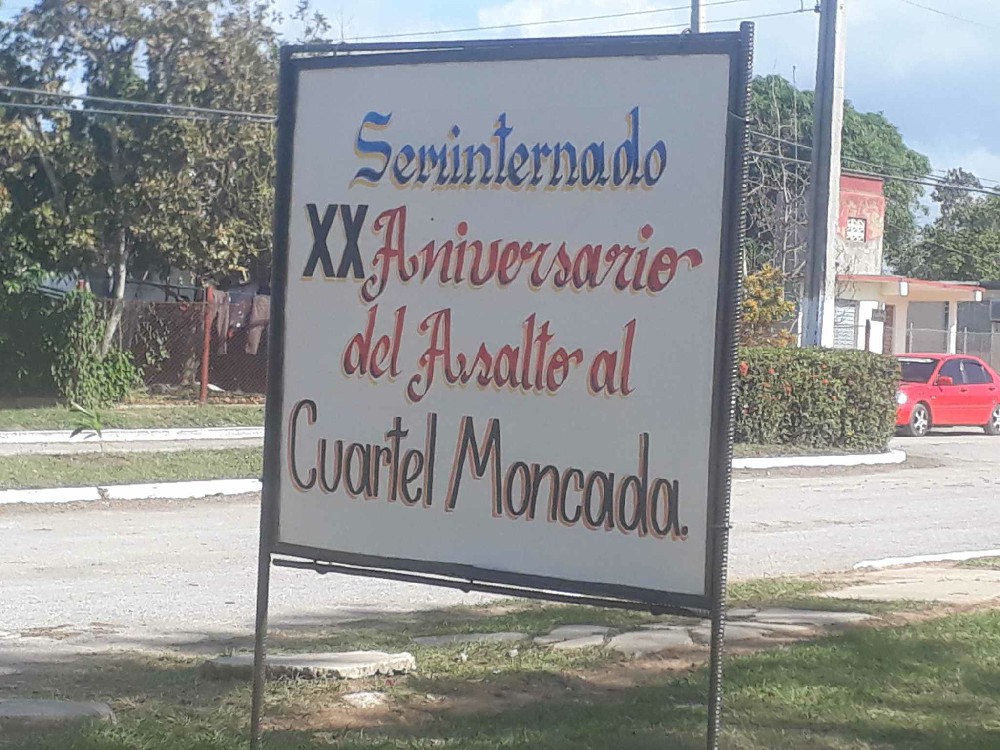 Seminternado
XX Aniversario
del Asalto al
Cuartel Moncada.